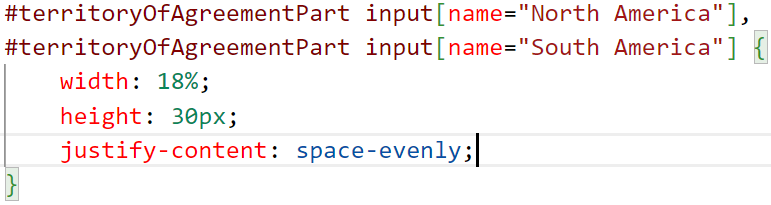 #territoryOfAgreementPart input[name="North America"],
#territoryOfAgreementPart input[name="South America"] {
    width: 18%;
    height: 30px;
    justify-content: space-evenly;
}